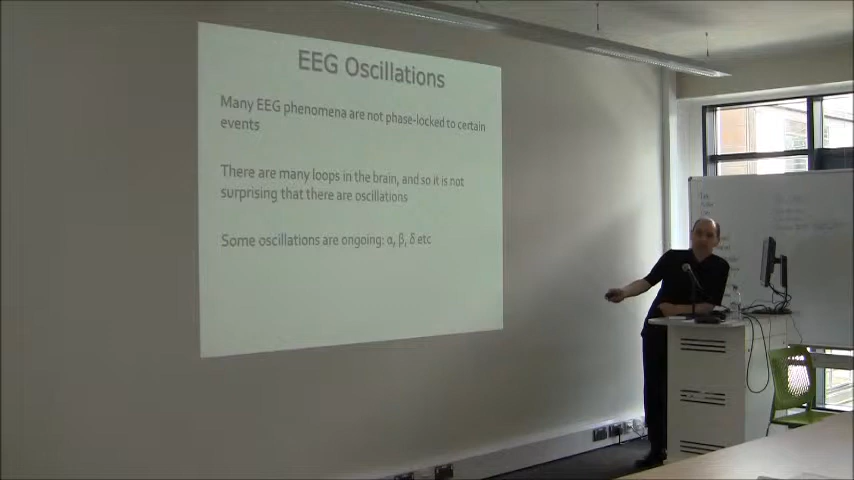 EEG Oscillations
Many EEG phenomena are not phase-locked to certain
events
There are many loops in the brain, and so it is not
surprising that there are oscillations
Some oscillations are ongoing: α, β, δ etc